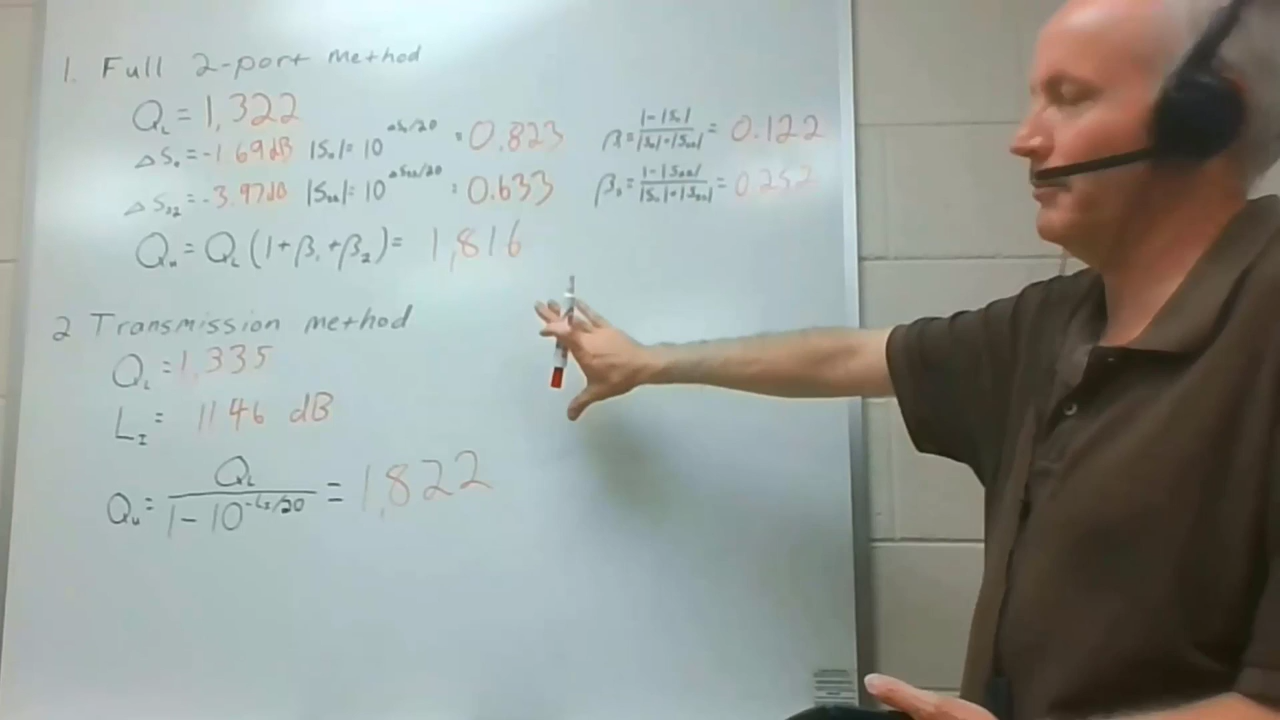 1. Full 2-port Method
Q_L = 1,322
ΔS₁₁ = -1.69dB |S₁₁| = 10^(ΔS₁₁/20) = 0.823 β₁ = (1-|S₁₁|)/(|S₁₁|+|S₂₂|) = 0.122
ΔS₂₂ = -3.97dB |S₂₂| = 10^(ΔS₂₂/20) = 0.633 β₂ = (1-|S₂₂|)/(|S₁₁|+|S₂₂|) = 0.252
Q_u = Q_L (1+β₁+β₂) = 1,816
2 Transmission method
Q_L = 1,335
L_I = 11.46 dB
Q_u = Q_L/(1-10^(-L_I/20)) = 1,822